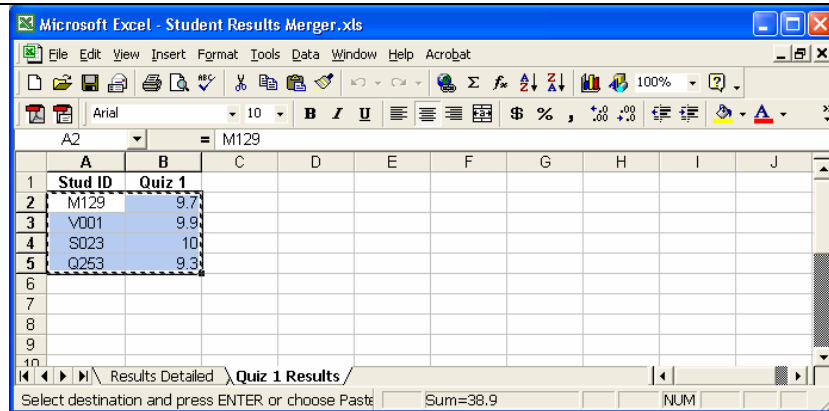 Microsoft Excel - Student Results Merger.xls
File Edit View Insert Format Tools Data Window Help Acrobat
100%
Arial 10 B I U $ % ,
A2 = M129
A B C D E F G H I J
1 Stud ID Quiz 1
2 M129 9.7
3 V001 9.9
4 S023 10
5 Q253 9.3
6
7
8
9
10
Results Detailed Quiz 1 Results
Select destination and press ENTER or choose Paste Sum=38.9 NUM